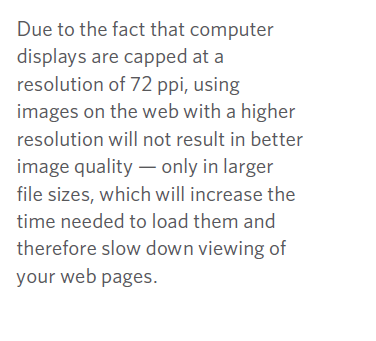 Due to the fact that computer
displays are capped at a
resolution of 72 ppi, using
images on the web with a higher
resolution will not result in better
image quality — only in larger
file sizes, which will increase the
time needed to load them and
therefore slow down viewing of
your web pages.